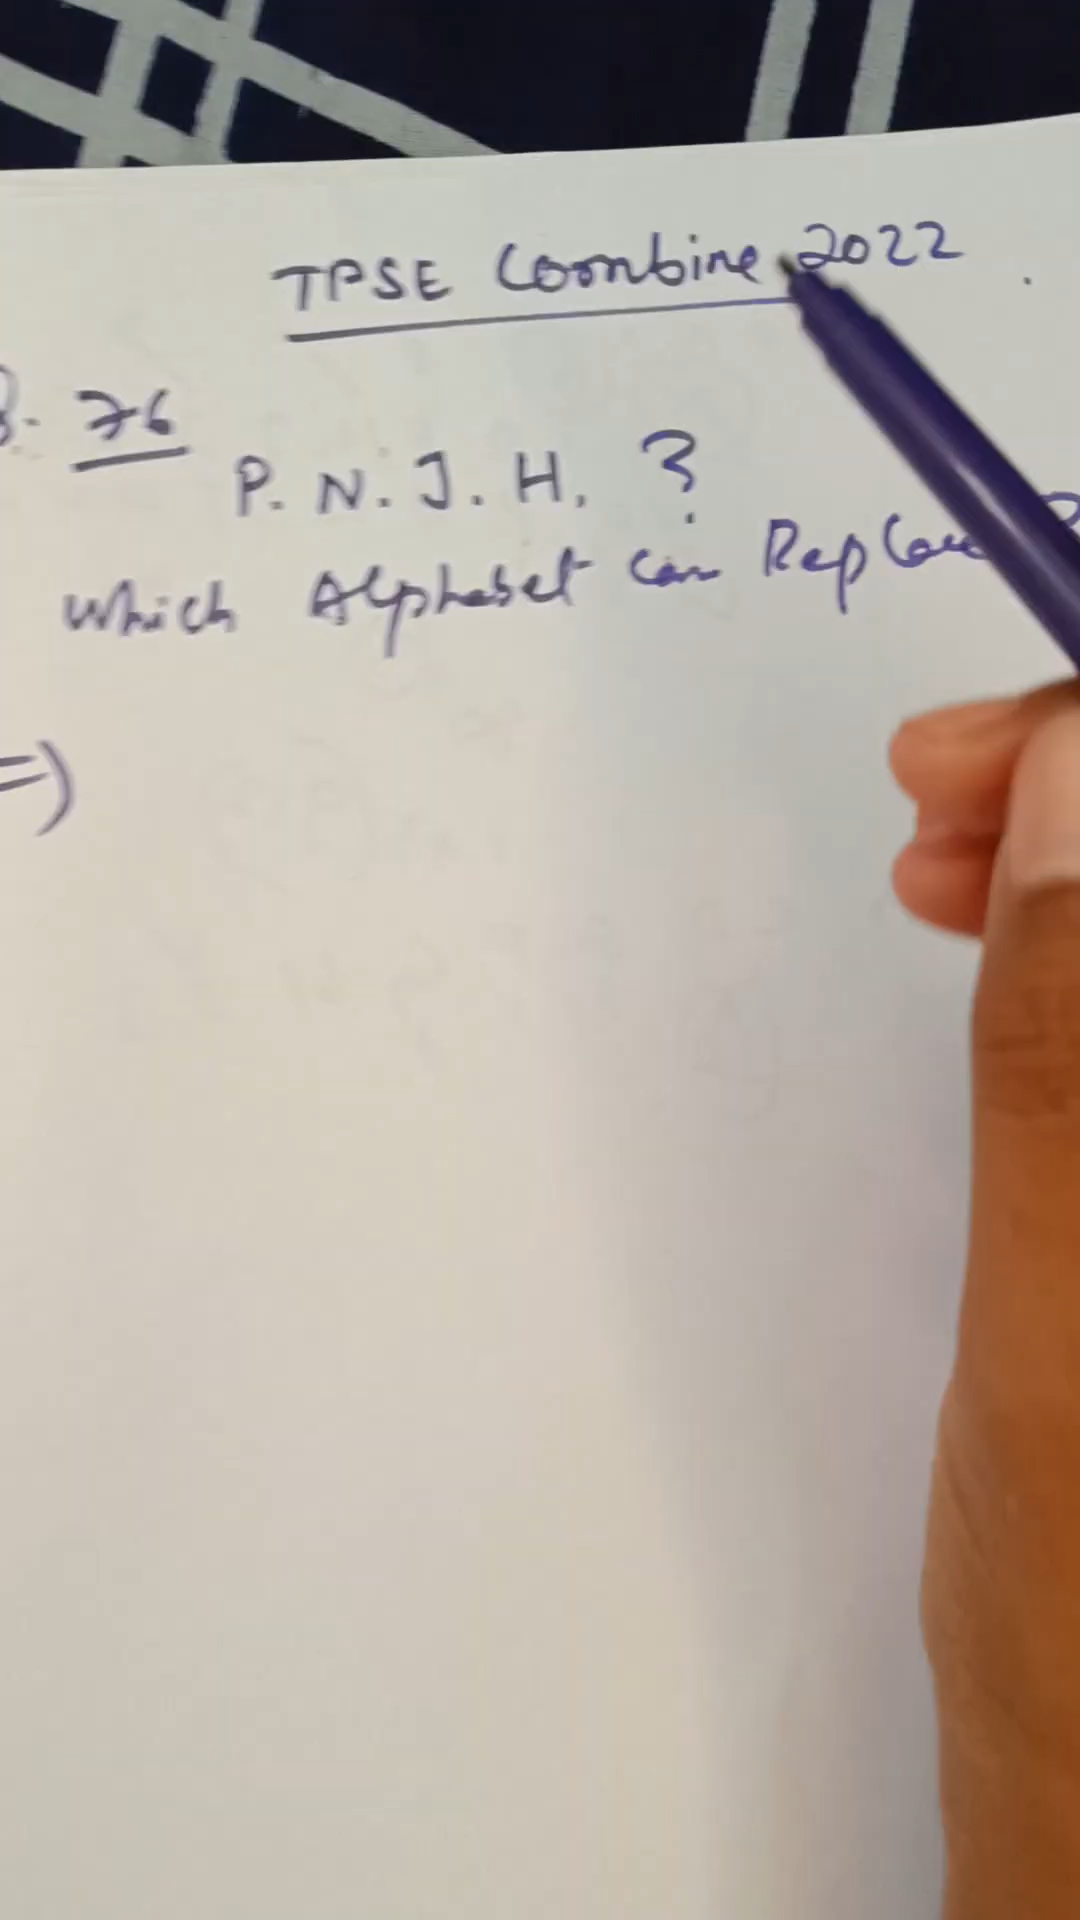 TPSE Combine 2022
76
P. N. J. H. ?
which Alphabet can Replace ?
=)